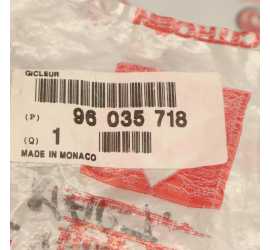 GICLEUR
(P) 96 035 718
(Q) 1
MADE IN MONACO